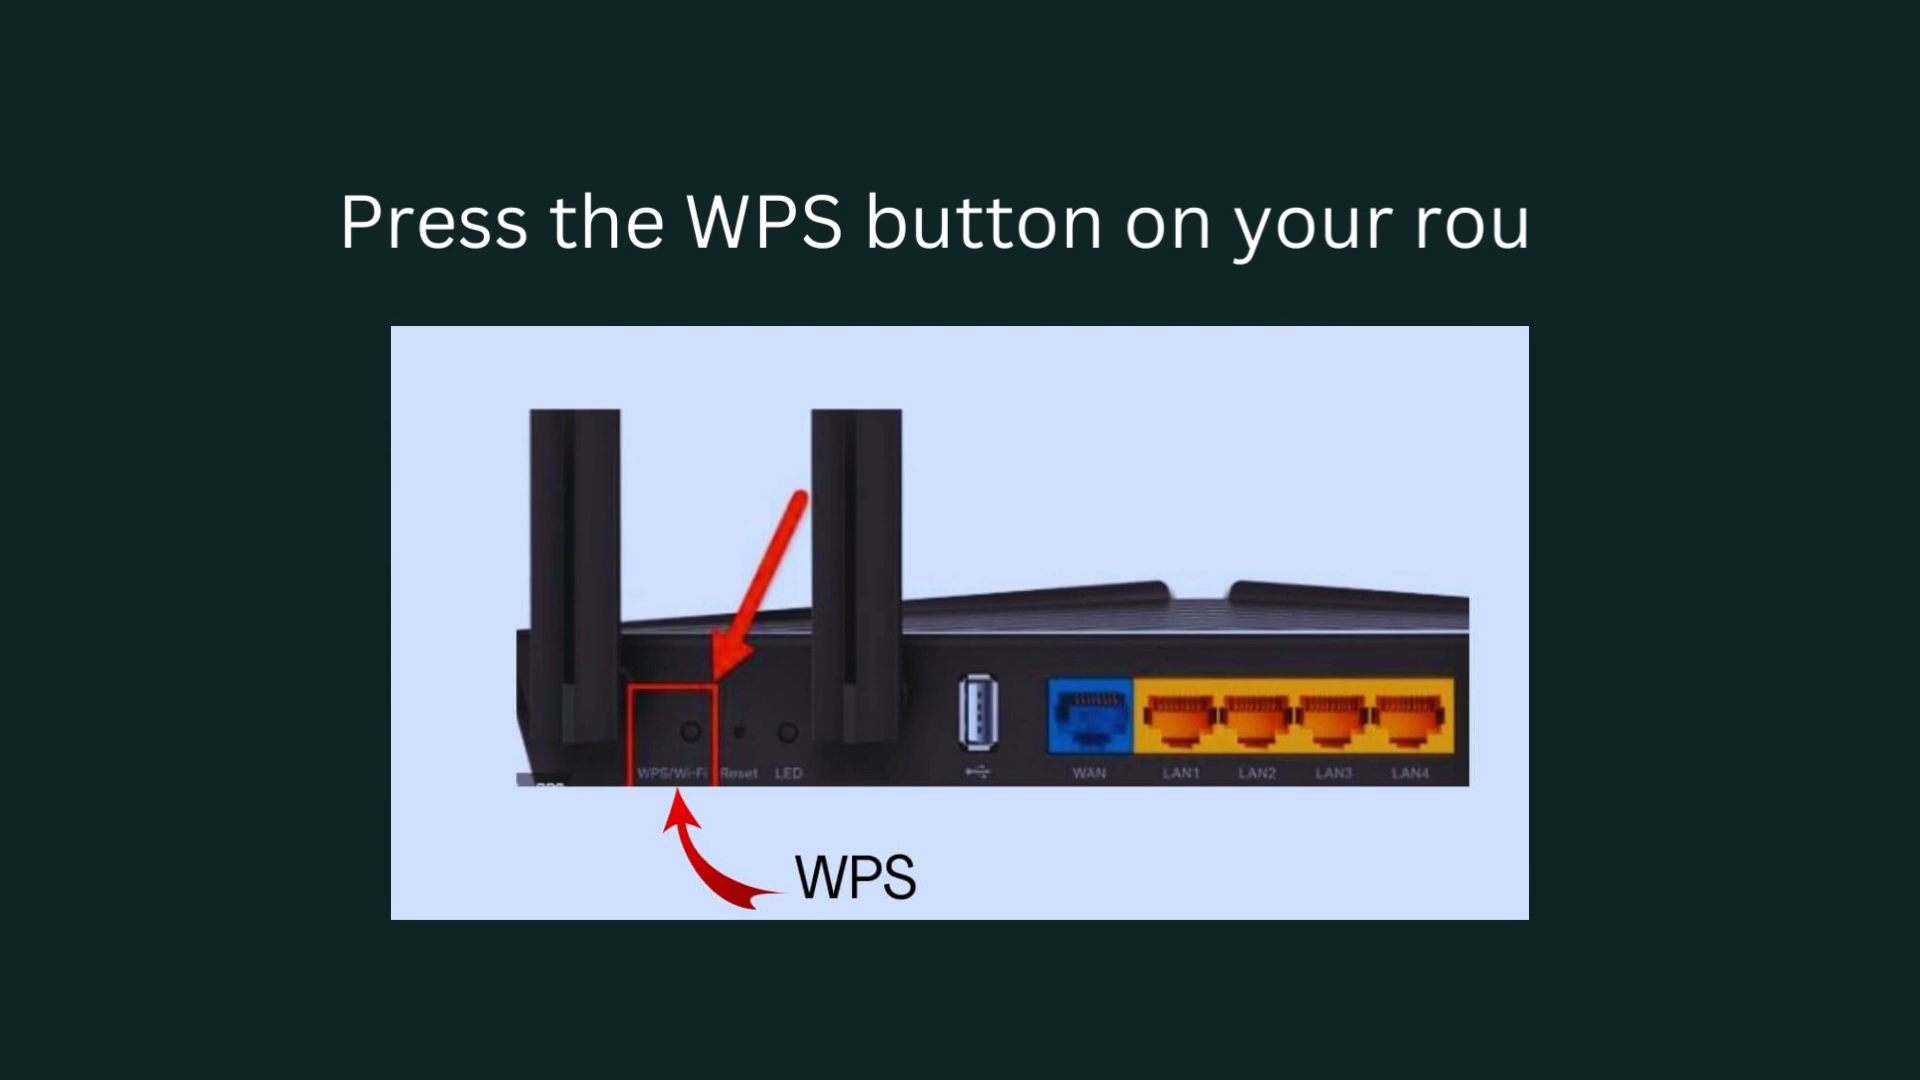 Press the WPS button on your rou
WPS/Wi-Fi Reset LED
WAN LAN1 LAN2 LAN3 LAN4
WPS